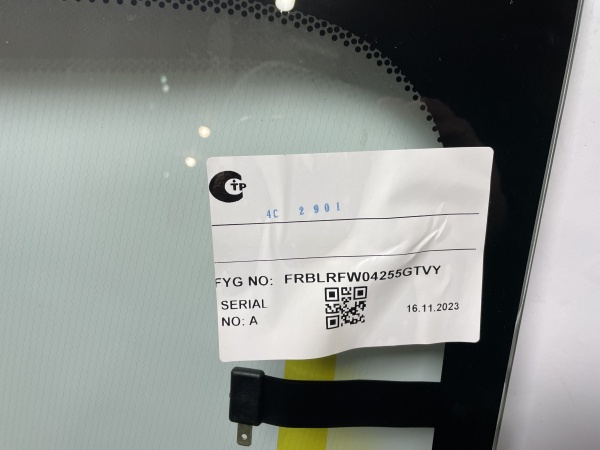 TP
4C 2901
FYG NO: FRBLRFW04255GTVY
SERIAL
NO: A
16.11.2023